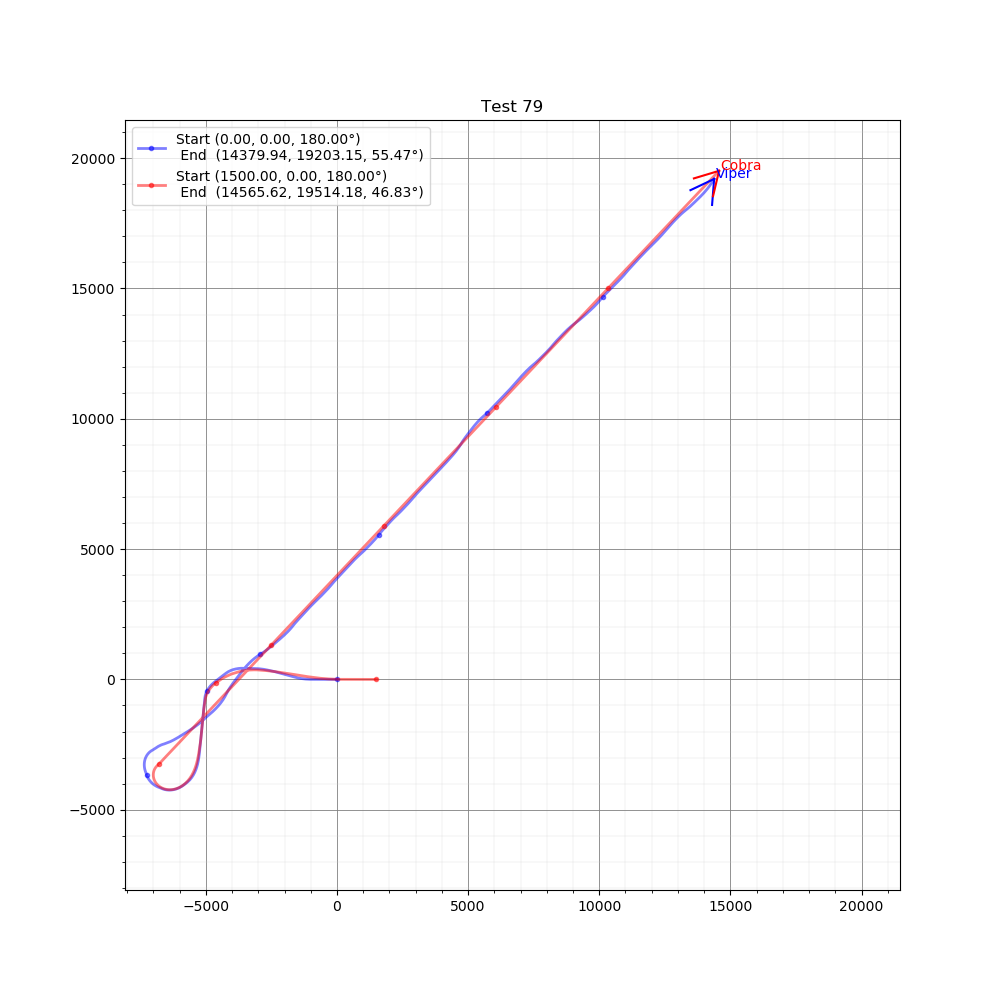 Test 79
Start (0.00, 0.00, 180.00°)
End (14379.94, 19203.15, 55.47°)
Start (1500.00, 0.00, 180.00°)
End (14565.62, 19514.18, 46.83°)
Cobra
Viper
20000
15000
10000
5000
0
−5000
−5000 0 5000 10000 15000 20000